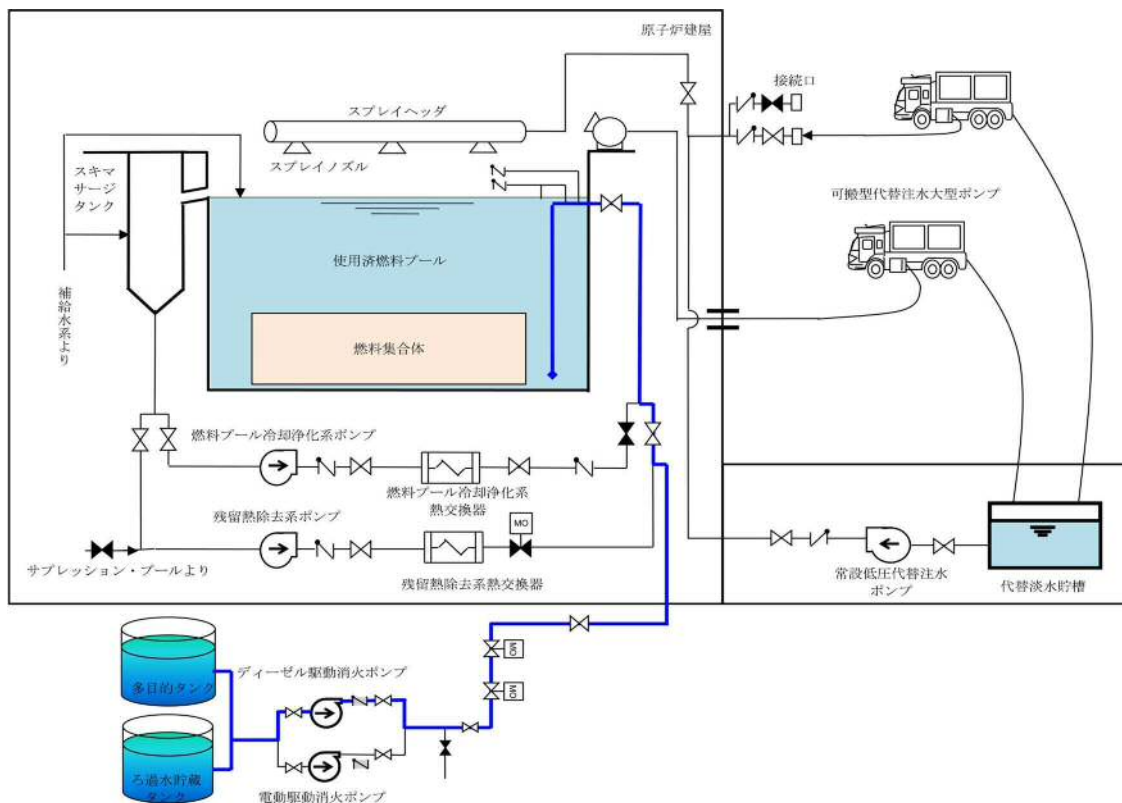 原子炉建屋
接続口
スプレイヘッダ
スプレイノズル
スキマ
サージ
タンク
可搬型代替注水大型ポンプ
使用済燃料プール
補給水系より
燃料集合体
燃料プール冷却浄化系ポンプ
燃料プール冷却浄化系
熱交換器
残留熱除去系ポンプ
MO
サプレッション・プールより
残留熱除去系熱交換器
常設低圧代替注水
ポンプ
代替淡水貯槽
MO
ディーゼル駆動消火ポンプ
多目的タンク
MO
ろ過水貯蔵
タンク
電動駆動消火ポンプ